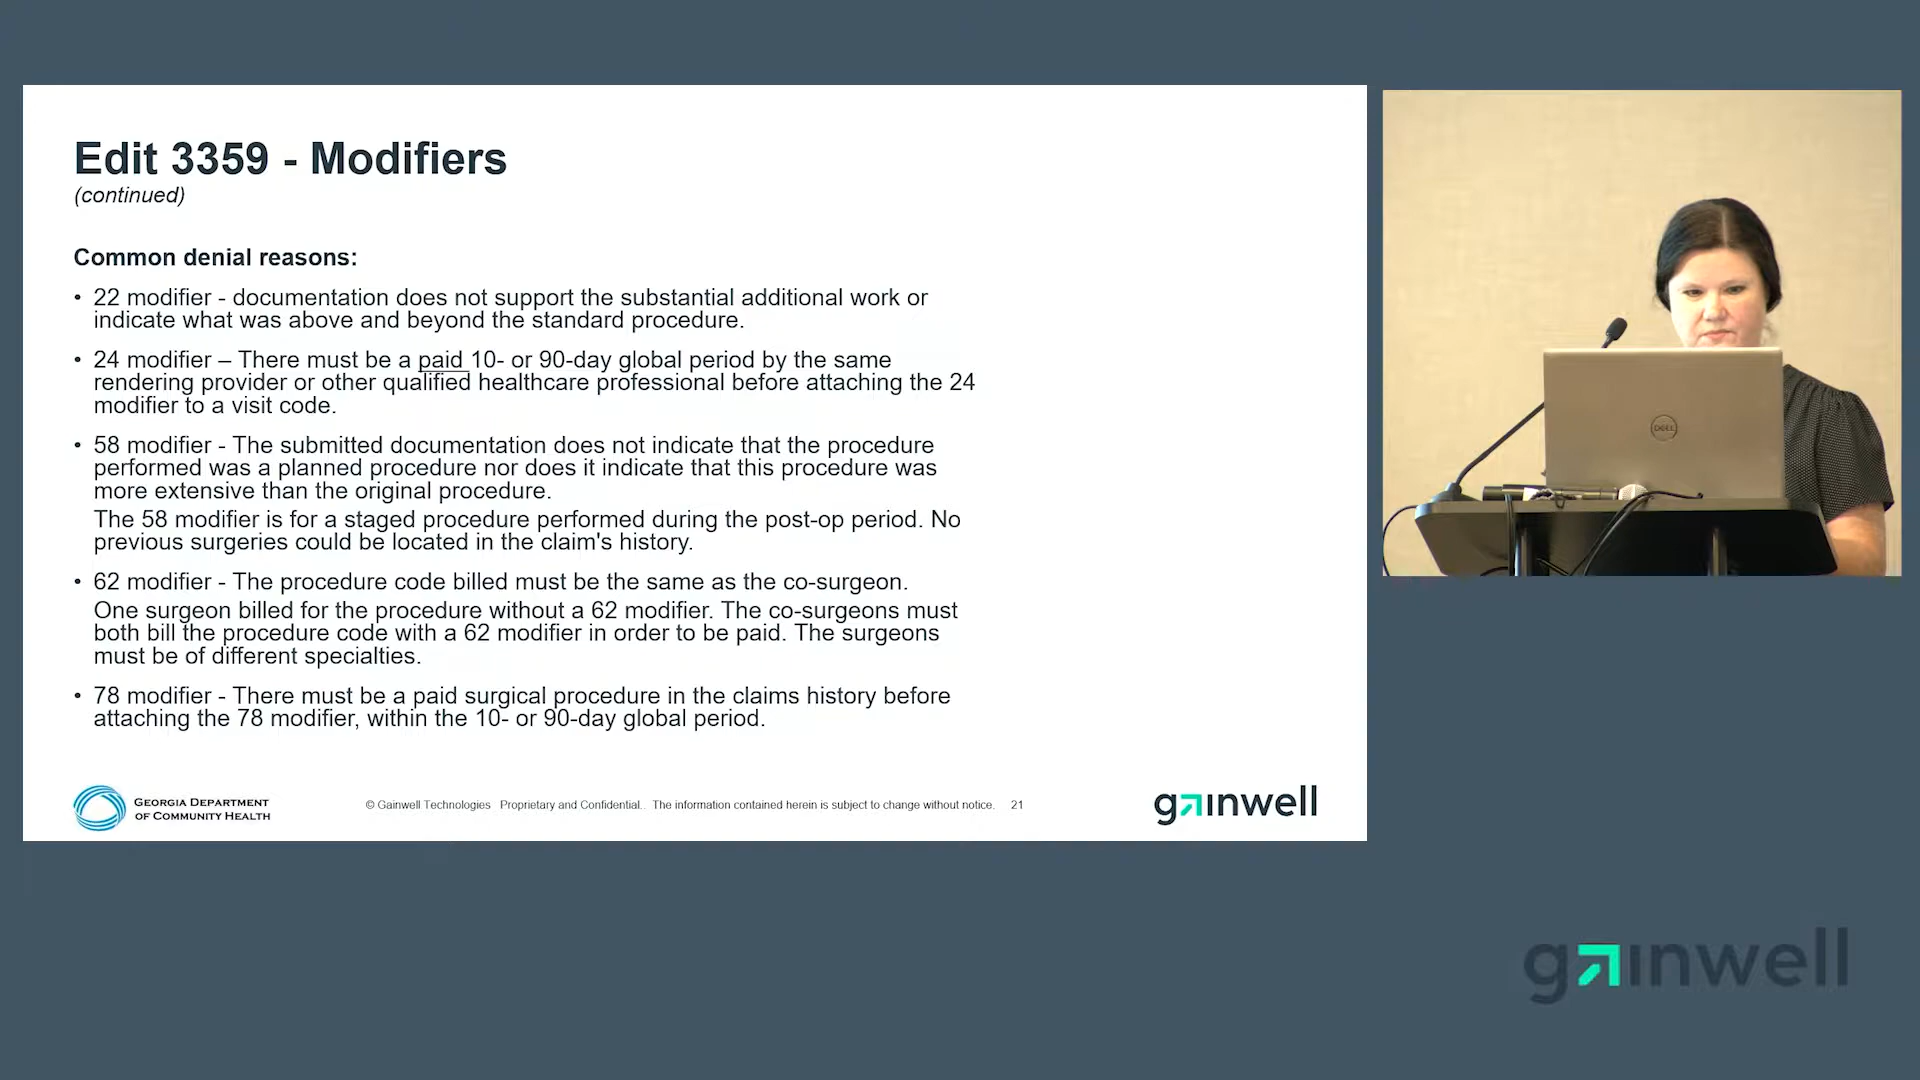 Edit 3359 - Modifiers
(continued)
Common denial reasons:
• 22 modifier - documentation does not support the substantial additional work or
indicate what was above and beyond the standard procedure.
• 24 modifier – There must be a paid 10- or 90-day global period by the same
rendering provider or other qualified healthcare professional before attaching the 24
modifier to a visit code.
• 58 modifier - The submitted documentation does not indicate that the procedure
performed was a planned procedure nor does it indicate that this procedure was
more extensive than the original procedure.
The 58 modifier is for a staged procedure performed during the post-op period. No
previous surgeries could be located in the claim's history.
• 62 modifier - The procedure code billed must be the same as the co-surgeon.
One surgeon billed for the procedure without a 62 modifier. The co-surgeons must
both bill the procedure code with a 62 modifier in order to be paid. The surgeons
must be of different specialties.
• 78 modifier - There must be a paid surgical procedure in the claims history before
attaching the 78 modifier, within the 10- or 90-day global period.
GEORGIA DEPARTMENT
OF COMMUNITY HEALTH
© Gainwell Technologies Proprietary and Confidential.. The information contained herein is subject to change without notice. 21
gainwell
DELL
gainwell